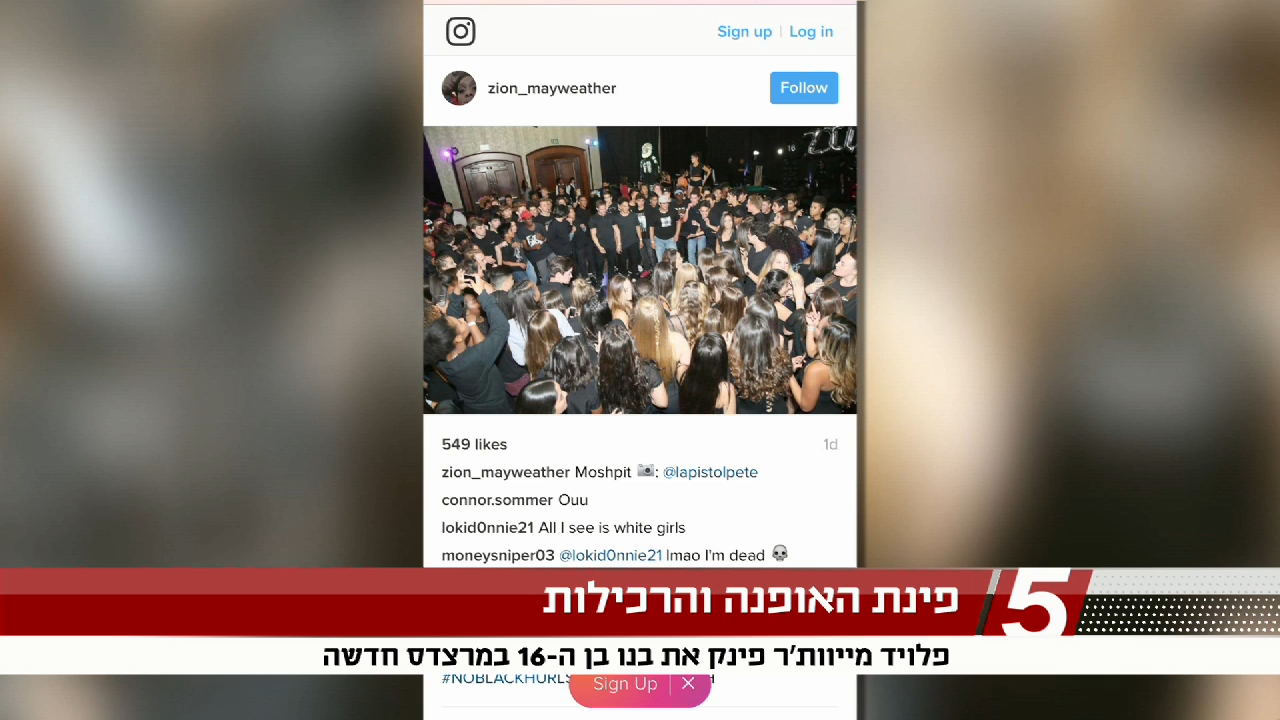 Sign up | Log in
zion_mayweather
Follow
16
549 likes
1d
zion_mayweather Moshpit 📷: @lapistolpete
connor.sommer Ouu
lokid0nnie21 All I see is white girls
moneysniper03 @lokid0nnie21 lmao I'm dead 💀
פינת האופנה והרכילות
5
פלויד מייוות'ר פינק את בנו בן ה-16 במרצדס חדשה
Sign Up | ×